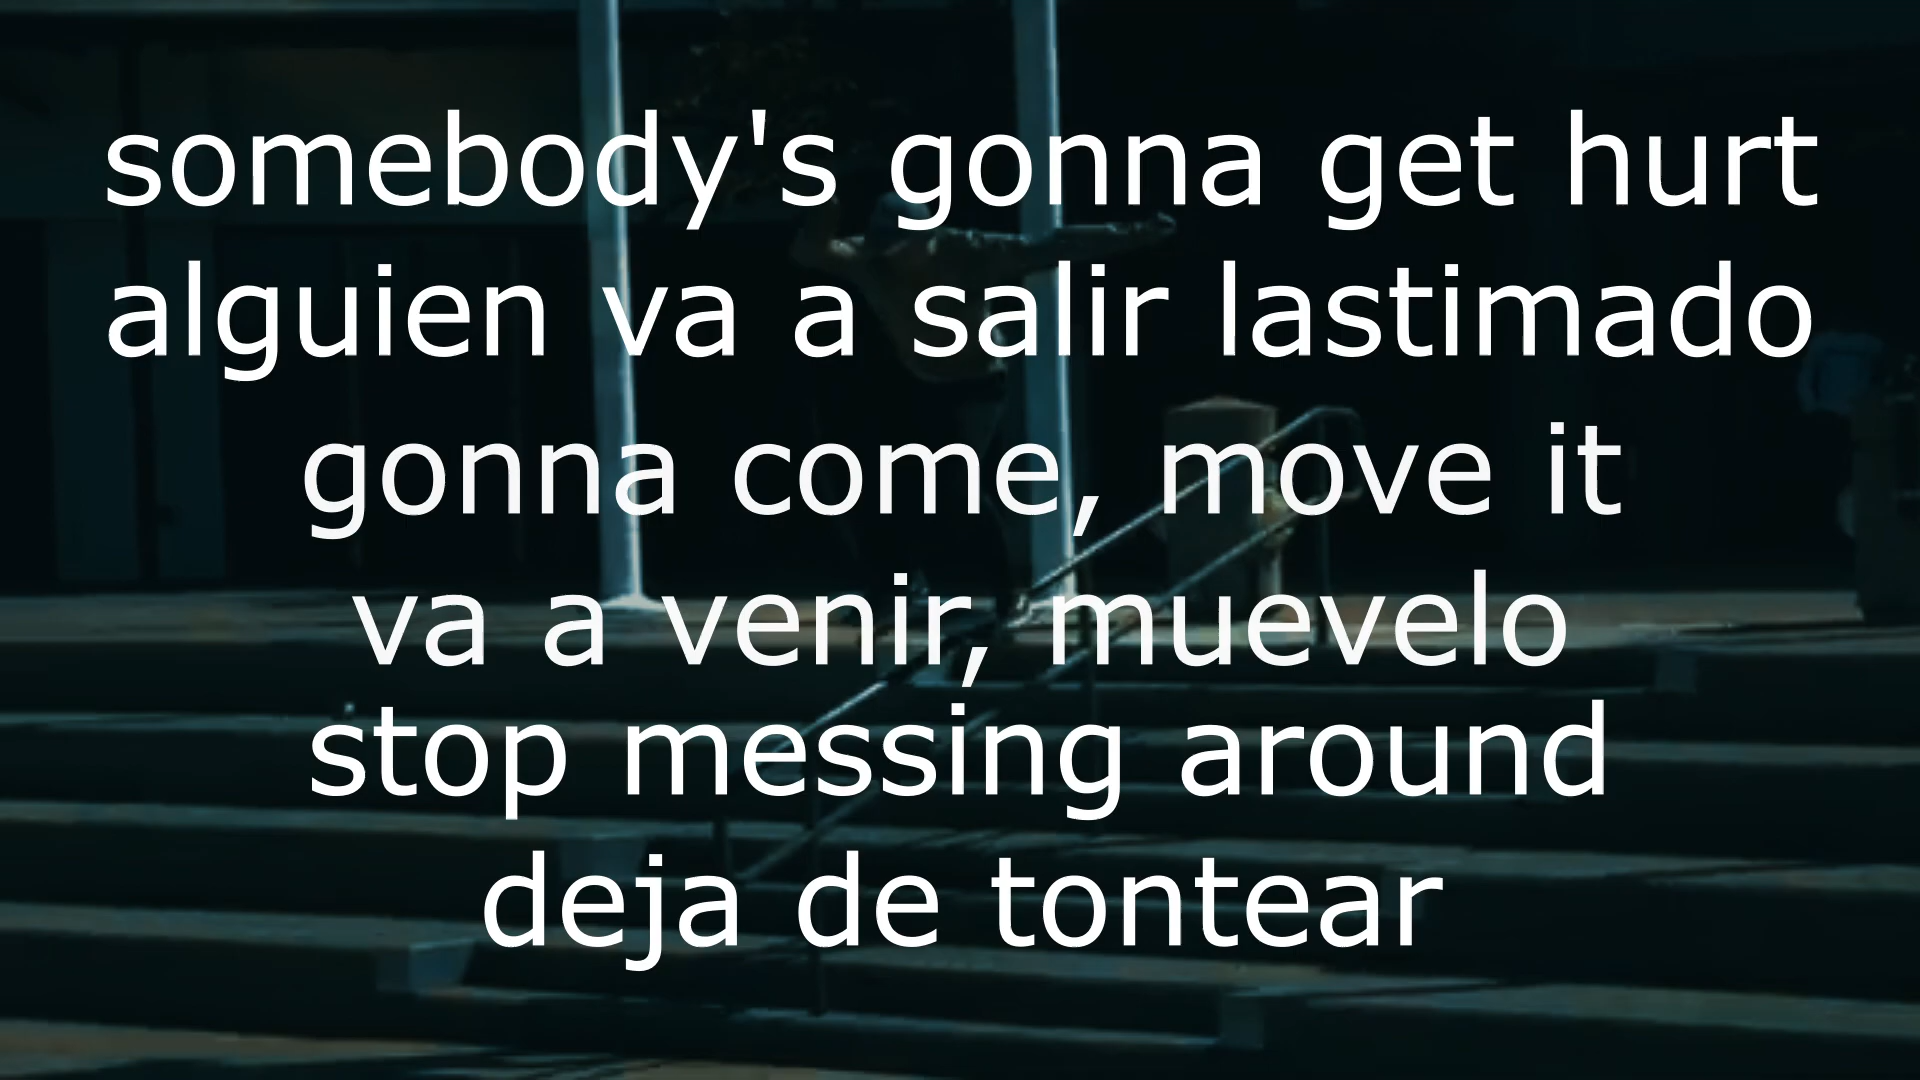 somebody's gonna get hurt
alguien va a salir lastimado
gonna come, move it
va a venir, muevelo
stop messing around
deja de tontear